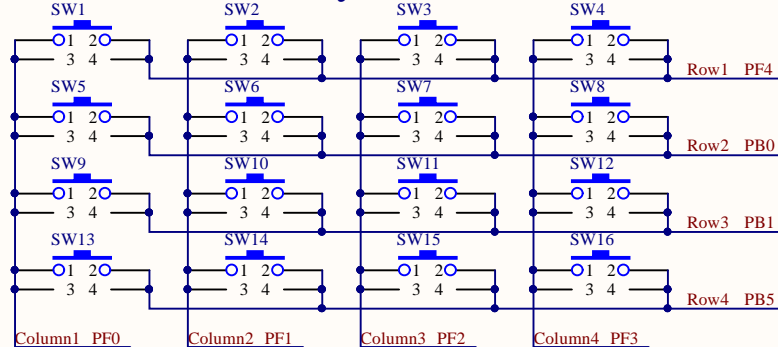 SW1 SW2 SW3 SW4
1 2 1 2 1 2 1 2
3 4 3 4 3 4 3 4
Row1 PF4
SW5 SW6 SW7 SW8
1 2 1 2 1 2 1 2
3 4 3 4 3 4 3 4
Row2 PB0
SW9 SW10 SW11 SW12
1 2 1 2 1 2 1 2
3 4 3 4 3 4 3 4
Row3 PB1
SW13 SW14 SW15 SW16
1 2 1 2 1 2 1 2
3 4 3 4 3 4 3 4
Row4 PB5
Column1 PF0 Column2 PF1 Column3 PF2 Column4 PF3